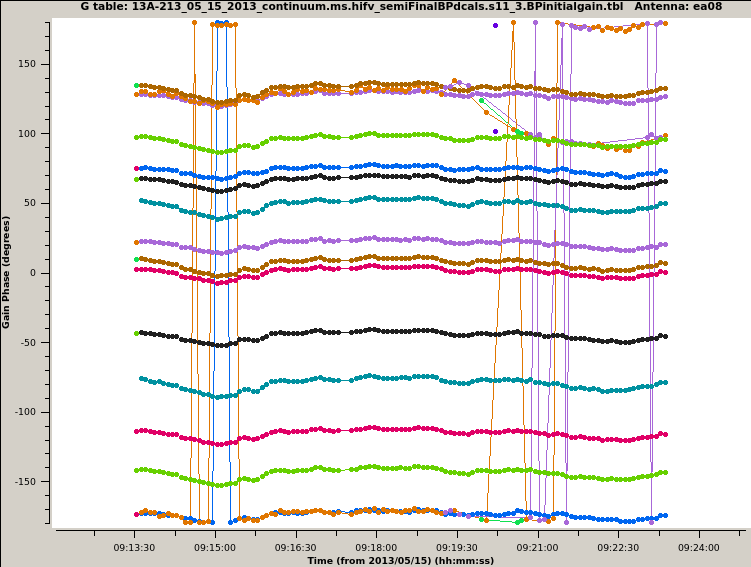 G table: 13A-213_05_15_2013_continuum.ms.hifv_semiFinalBPdcals.s11_3.BPinitialgain.tbl Antenna: ea08
Gain Phase (degrees)
150
100
50
0
-50
-100
-150
09:13:30 09:15:00 09:16:30 09:18:00 09:19:30 09:21:00 09:22:30 09:24:00
Time (from 2013/05/15) (hh:mm:ss)